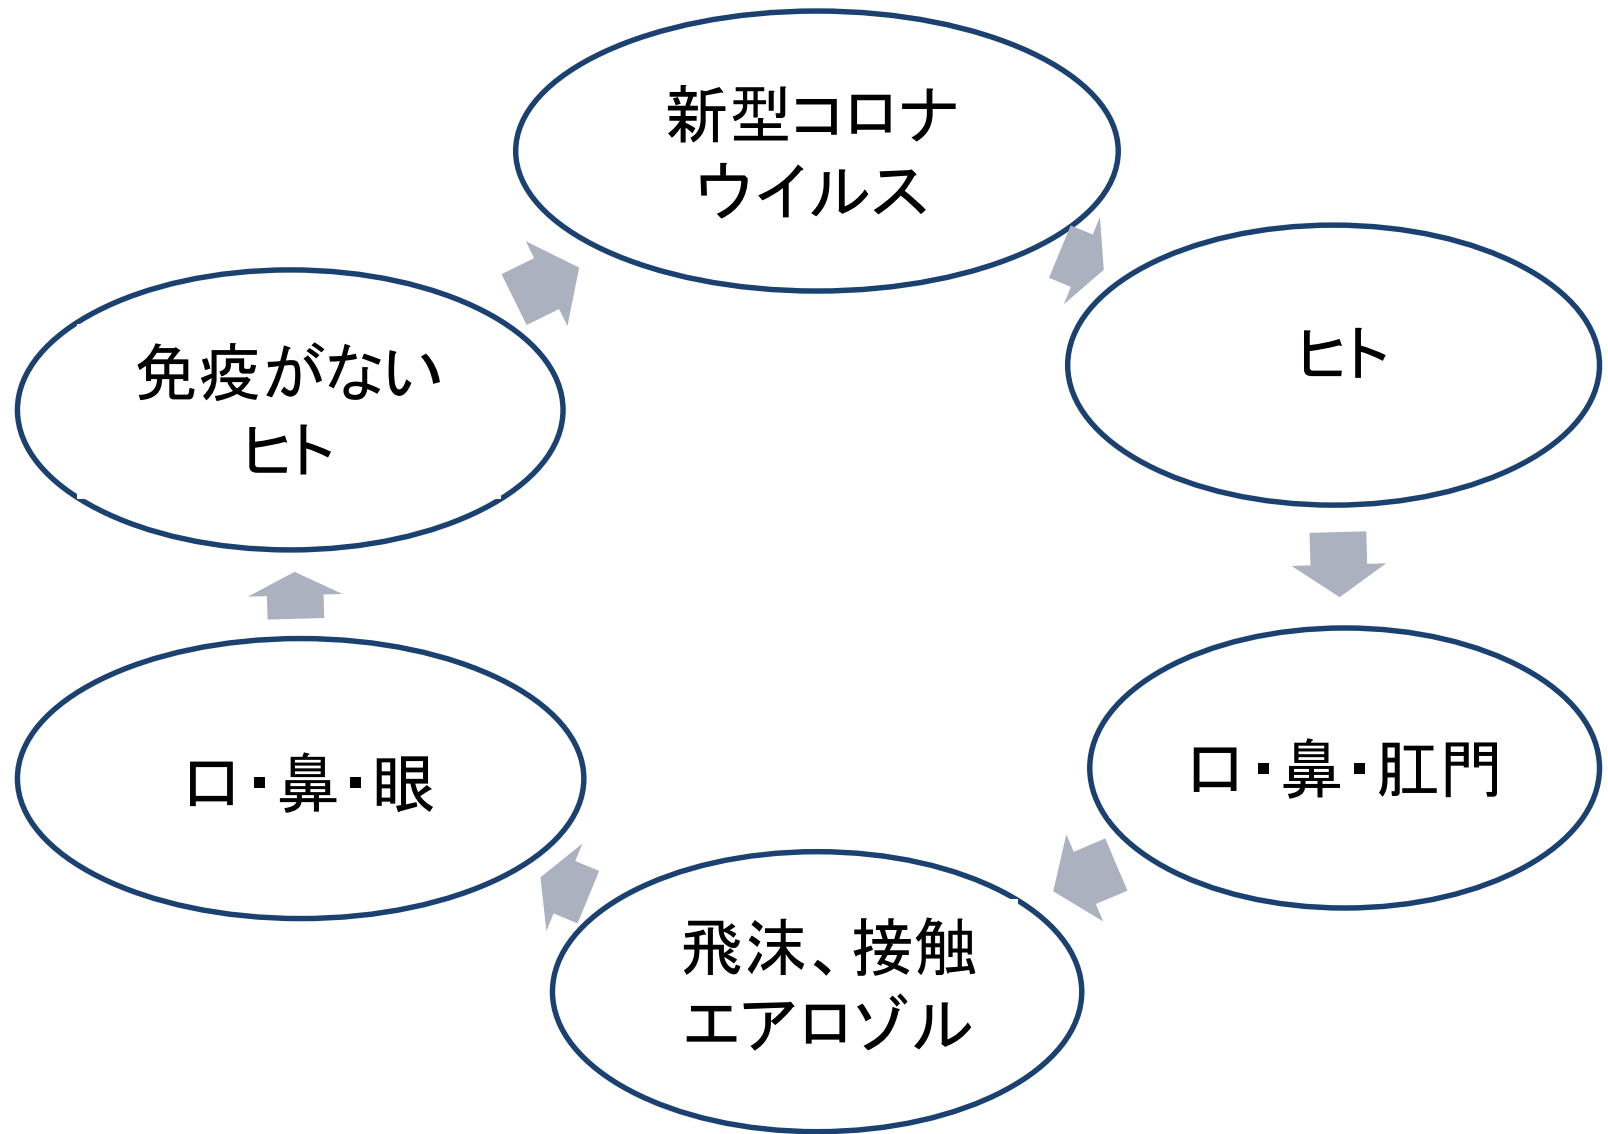 新型コロナ
ウイルス
ヒト
口・鼻・肛門
飛沫、接触
エアロゾル
口・鼻・眼
免疫がない
ヒト